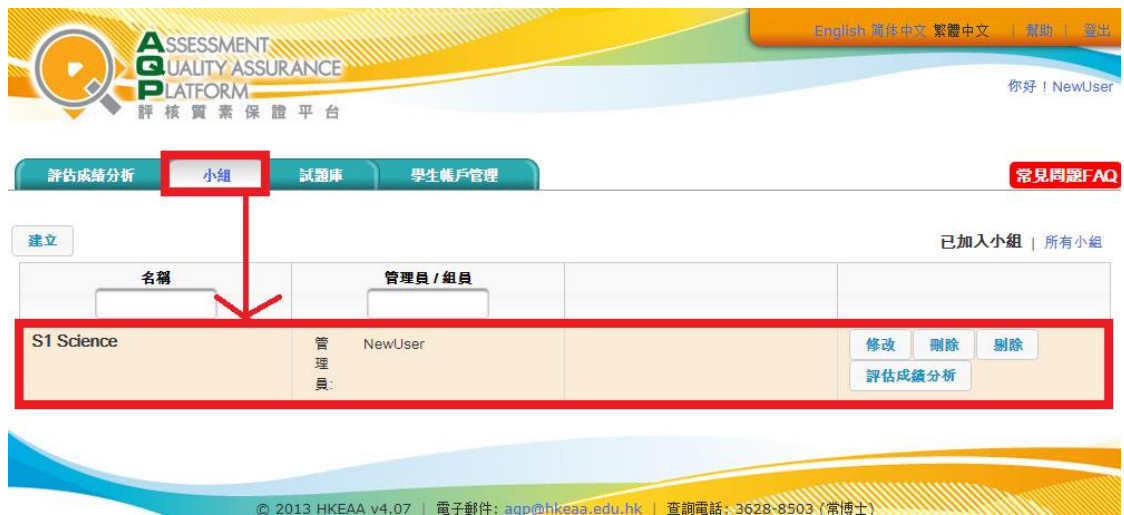 English 简体中文 繁體中文 | 幫助 | 登出
ASSESSMENT
QUALITY ASSURANCE
PLATFORM
評核質素保證平台
你好！NewUser
評估成績分析 小組 試題庫 學生帳戶管理
常見問題FAQ
建立
已加入小組 | 所有小組
名稱 管理員 / 組員
S1 Science 管理員: NewUser 修改 刪除 剔除
評估成績分析
© 2013 HKEAA v4.07 | 電子郵件: aqp@hkeaa.edu.hk | 查詢電話: 3628-8503 (常博士)